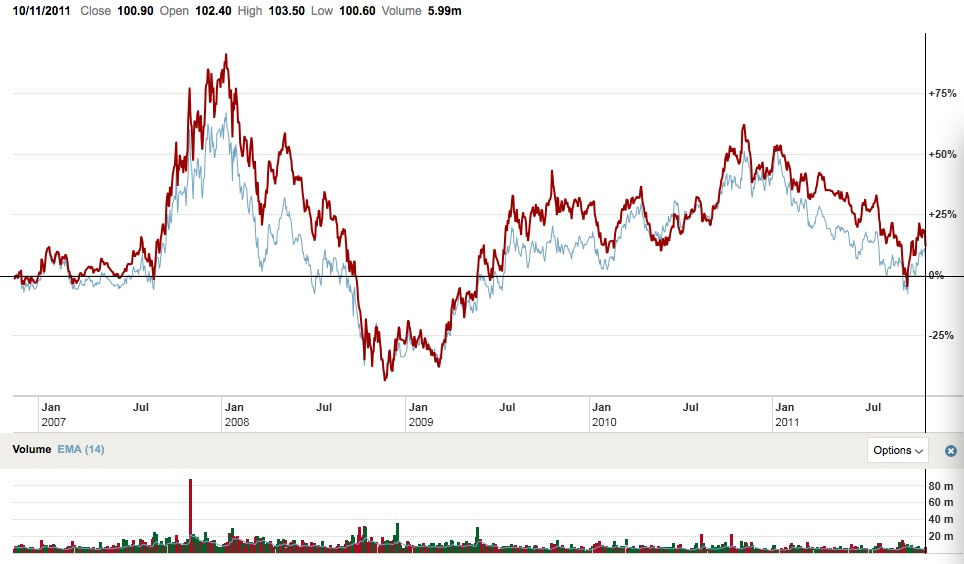 10/11/2011 Close 100.90 Open 102.40 High 103.50 Low 100.60 Volume 5.99m
+75%
+50%
+25%
0%
-25%
Jan Jul Jan Jul Jan Jul Jan Jul Jan Jul
2007 2008 2009 2010 2011
Volume EMA (14) Options
80 m
60 m
40 m
20 m